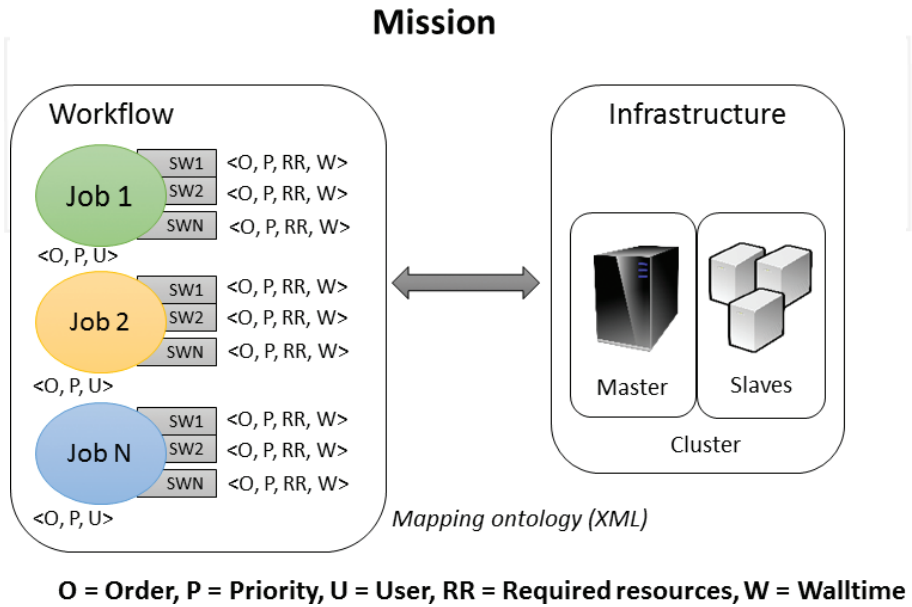 Mission
Workflow
Job 1
SW1 <O, P, RR, W>
SW2 <O, P, RR, W>
SWN <O, P, RR, W>
<O, P, U>
Job 2
SW1 <O, P, RR, W>
SW2 <O, P, RR, W>
SWN <O, P, RR, W>
<O, P, U>
Job N
SW1 <O, P, RR, W>
SW2 <O, P, RR, W>
SWN <O, P, RR, W>
<O, P, U>
Infrastructure
Master
Slaves
Cluster
Mapping ontology (XML)
O = Order, P = Priority, U = User, RR = Required resources, W = Walltime